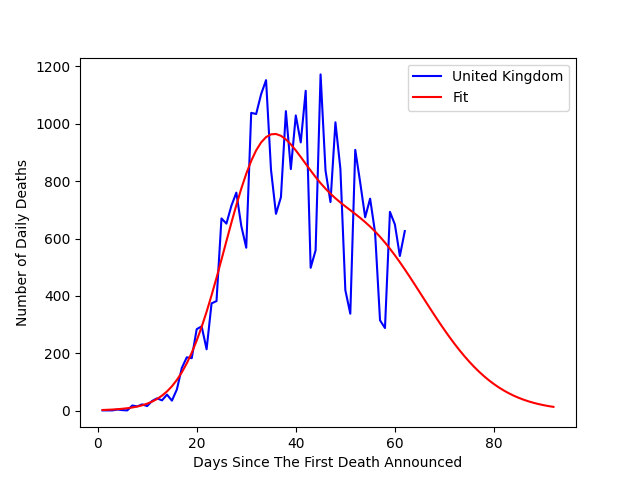 United Kingdom
Fit
1200
1000
800
600
400
200
0
Number of Daily Deaths
0 20 40 60 80
Days Since The First Death Announced